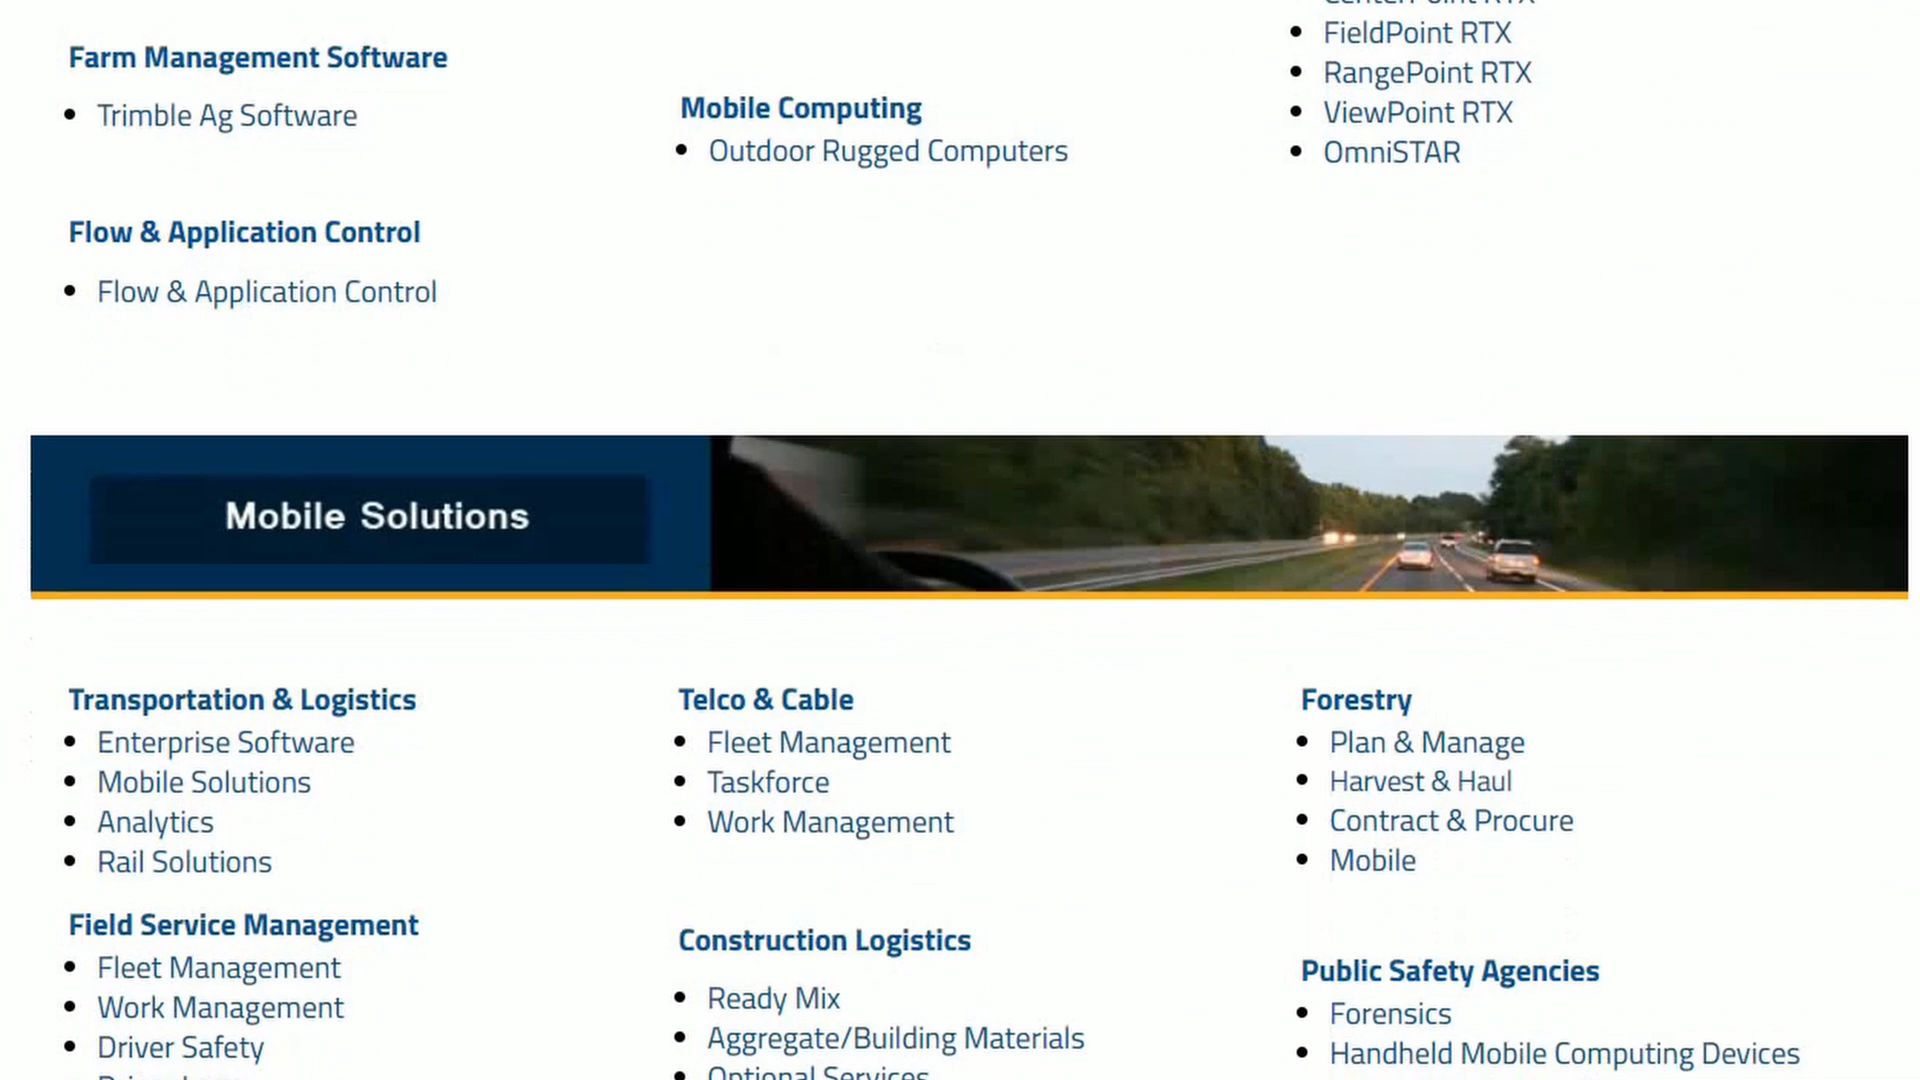 Farm Management Software
Trimble Ag Software
Flow & Application Control
Flow & Application Control
Mobile Computing
Outdoor Rugged Computers
FieldPoint RTX
RangePoint RTX
ViewPoint RTX
OmniSTAR
Mobile Solutions
Transportation & Logistics
Enterprise Software
Mobile Solutions
Analytics
Rail Solutions
Field Service Management
Fleet Management
Work Management
Driver Safety
Telco & Cable
Fleet Management
Taskforce
Work Management
Construction Logistics
Ready Mix
Aggregate/Building Materials
Optional Services
Forestry
Plan & Manage
Harvest & Haul
Contract & Procure
Mobile
Public Safety Agencies
Forensics
Handheld Mobile Computing Devices